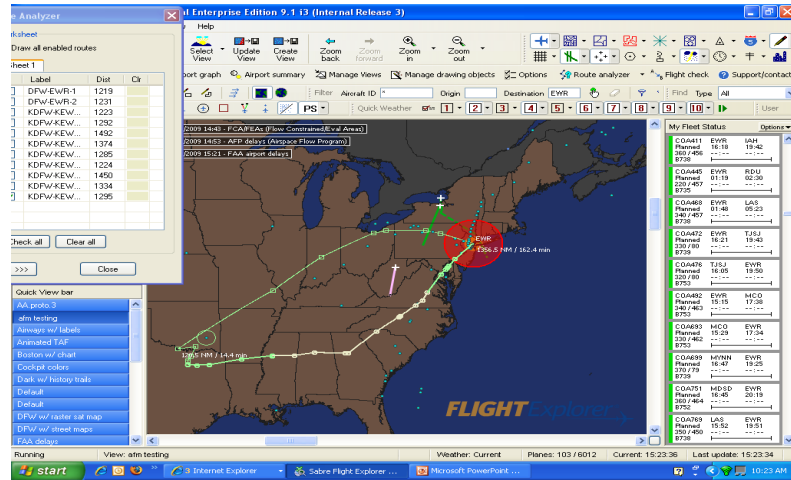 e Analyzer
al Enterprise Edition 9.1 i3 (Internal Release 3)
Help
rksheet
Draw all enabled routes
heet 1
Label Dist Clr
DFW-EWR-1 1219
DFW-EWR-2 1231
KDFW-KEW... 1223
KDFW-KEW... 1292
KDFW-KEW... 1492
KDFW-KEW... 1374
KDFW-KEW... 1285
KDFW-KEW... 1224
KDFW-KEW... 1450
KDFW-KEW... 1334
KDFW-KEW... 1295
Check all Clear all
>>> Close
Select View
Update View
Create View
Zoom back
Zoom forward
Zoom in
Zoom out
port graph Airport summary Manage Views Manage drawing objects Options Route analyzer Flight check Support/contact
Filter Aircraft ID * Origin Destination EWR Find Type All
PS Quick Weather 1 2 3 4 5 6 7 8 9 10 User
/2009 14:43 - FCA/FEAs (Flow Constrained/Eval Areas)
/2009 14:53 - AFP delays (Airspace Flow Program)
/2009 15:21 - FAA airport delays
EWR
1356.5 NM / 162.4 min
NM / 14.4 min
FLIGHT Explorer
Quick View bar
AA proto.3
afm testing
Airways w/ labels
Animated TAF
Boston w/ chart
Cockpit colors
Dark w/ history trails
Default
Default
DFW w/ raster sat map
DFW w/ street maps
FAA delays
My Fleet Status Options
COA411 EWR IAH
Planned 16:18 19:42
360/456 --:-- --:--
B738
COA445 EWR RDU
Planned 01:19 02:30
220/457 --:-- --:--
B735
COA468 EWR LAS
Planned 01:48 05:23
340/457 --:-- --:--
B738
COA472 EWR TJSJ
Planned 16:21 19:43
330/80 --:-- --:--
B739
COA476 TJSJ EWR
Planned 16:05 19:50
320/80 --:-- --:--
B753
COA492 EWR MCO
Planned 15:15 17:38
340/463 --:-- --:--
B753
COA693 MCO EWR
Planned 15:29 17:34
330/462 --:-- --:--
B753
COA699 MYNN EWR
Planned 16:47 19:25
370/79 --:-- --:--
B739
COA751 MDSD EWR
Planned 16:45 20:19
360/464 --:-- --:--
B752
COA769 LAS EWR
Planned 15:52 19:51
350/450 --:-- --:--
B738
Running View: afm testing Weather: Current Planes: 103/6012 Current: 15:23:36 Last update: 15:23:34
start 3 Internet Explorer Sabre Flight Explorer ... Microsoft PowerPoint ... 10:23 AM